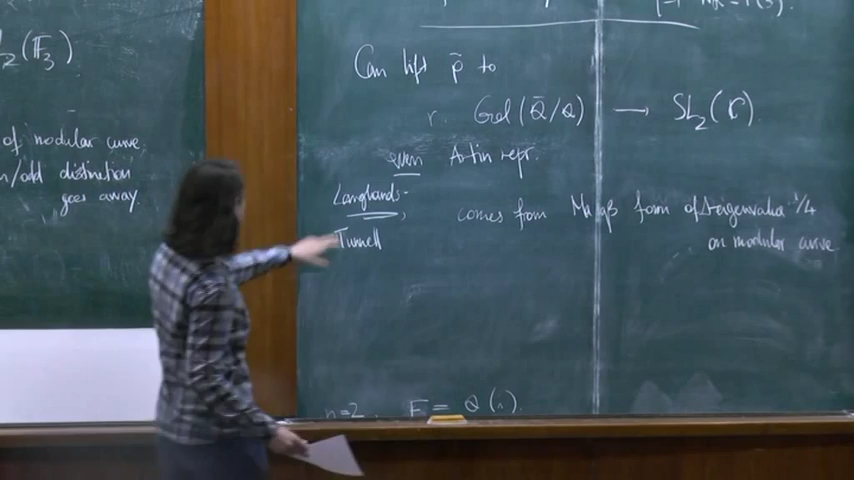 2(F̄3)
of modular curve
n/odd distinction
goes away.
Can lift ρ̄ to
r. Gal(Q̄/Q) → SL2(C).
even Artin repr.
Langlands-
Tunnell
comes from Maaß form of Δ-eigenvalue 1/4
on modular curve
n=2, F = Q(i).